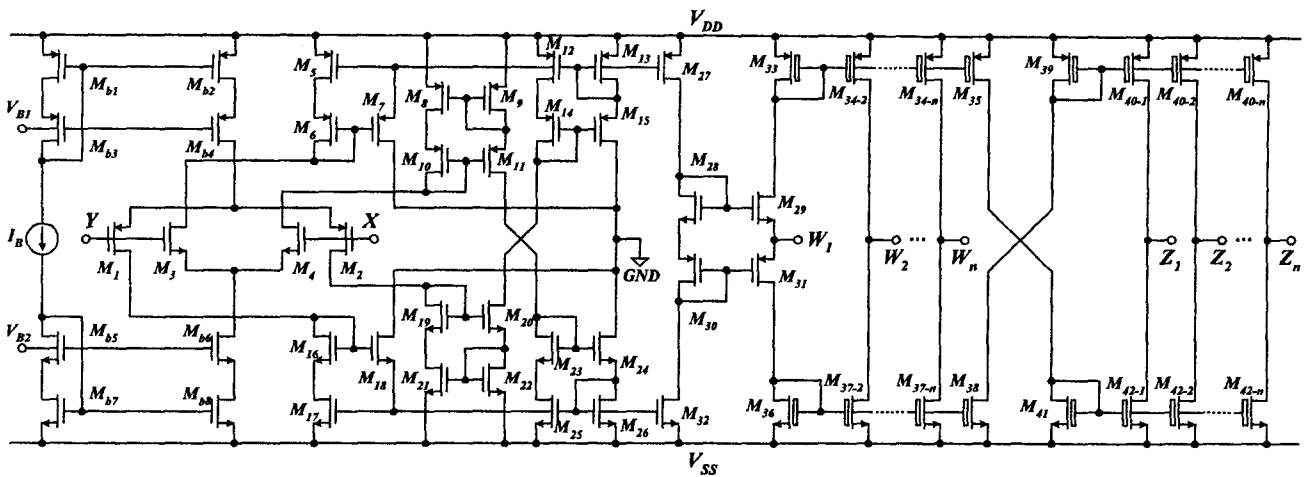 V_DD
M_12
M_b1
M_b2
M_5
M_13
M_27
M_33
M_34-2
M_34-n
M_35
M_39
M_40-1
M_40-2
M_40-n
V_B1
M_7
M_8
M_9
M_14
M_15
M_b3
M_b4
M_6
M_10
M_11
M_28
M_29
Y
X
I_B
M_1
M_3
M_4
M_2
GND
W_1
W_2
...
W_n
Z_1
Z_2
...
Z_n
M_31
M_30
V_B2
M_b5
M_b6
M_16
M_18
M_19
M_20
M_23
M_24
M_b7
M_b8
M_17
M_21
M_22
M_25
M_26
M_32
M_36
M_37-2
M_37-n
M_38
M_41
M_42-1
M_42-2
M_42-n
V_SS